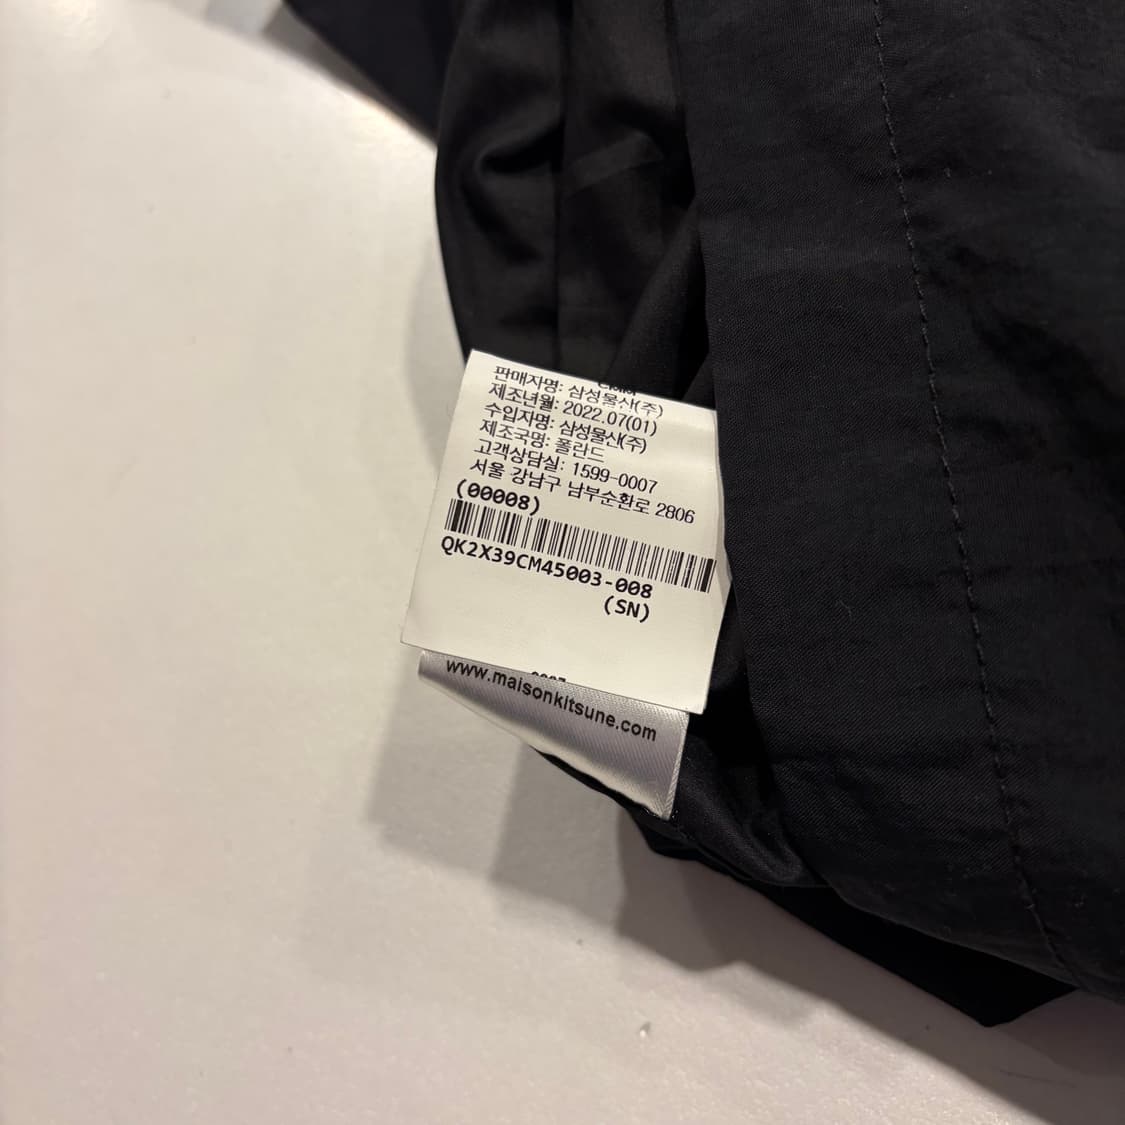 판매자명: 삼성물산(주)
제조년월: 2022.07(01)
수입자명: 삼성물산(주)
제조국명: 폴란드
고객상담실: 1599-0007
서울 강남구 남부순환로 2806
(00008)
QK2X39CM45003-008
(SN)
www.maisonkitsune.com